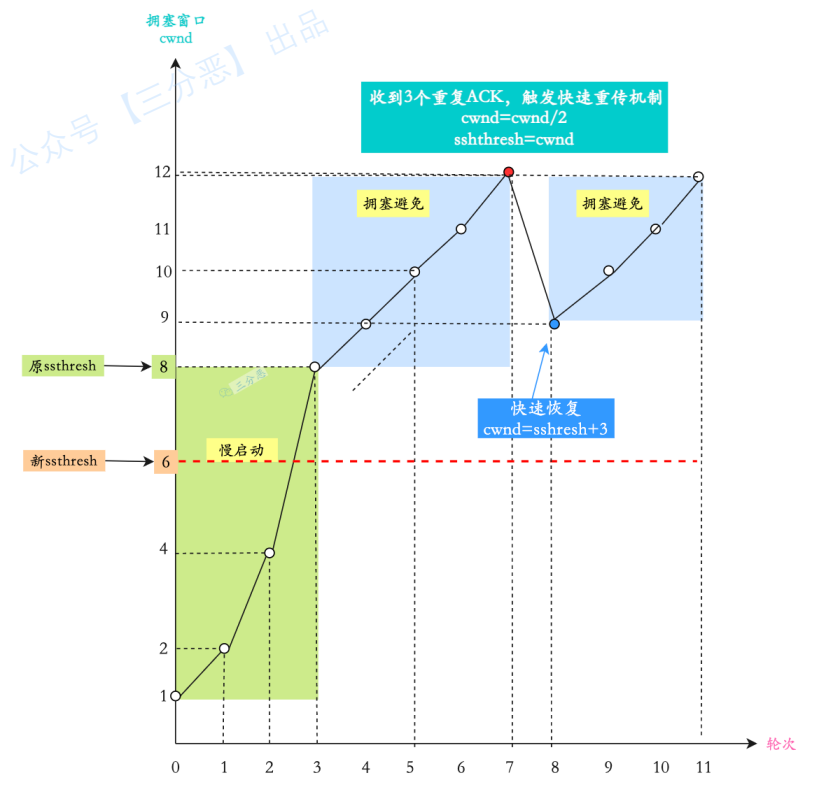 公众号 【三分恶】 出品
拥塞窗口
cwnd
收到3个重复ACK，触发快速重传机制
cwnd=cwnd/2
sshthresh=cwnd
12
拥塞避免
拥塞避免
11
10
9
原ssthresh
8
三分恶
快速恢复
cwnd=sshresh+3
慢启动
新ssthresh
6
4
2
1
轮次
0 1 2 3 4 5 6 7 8 9 10 11